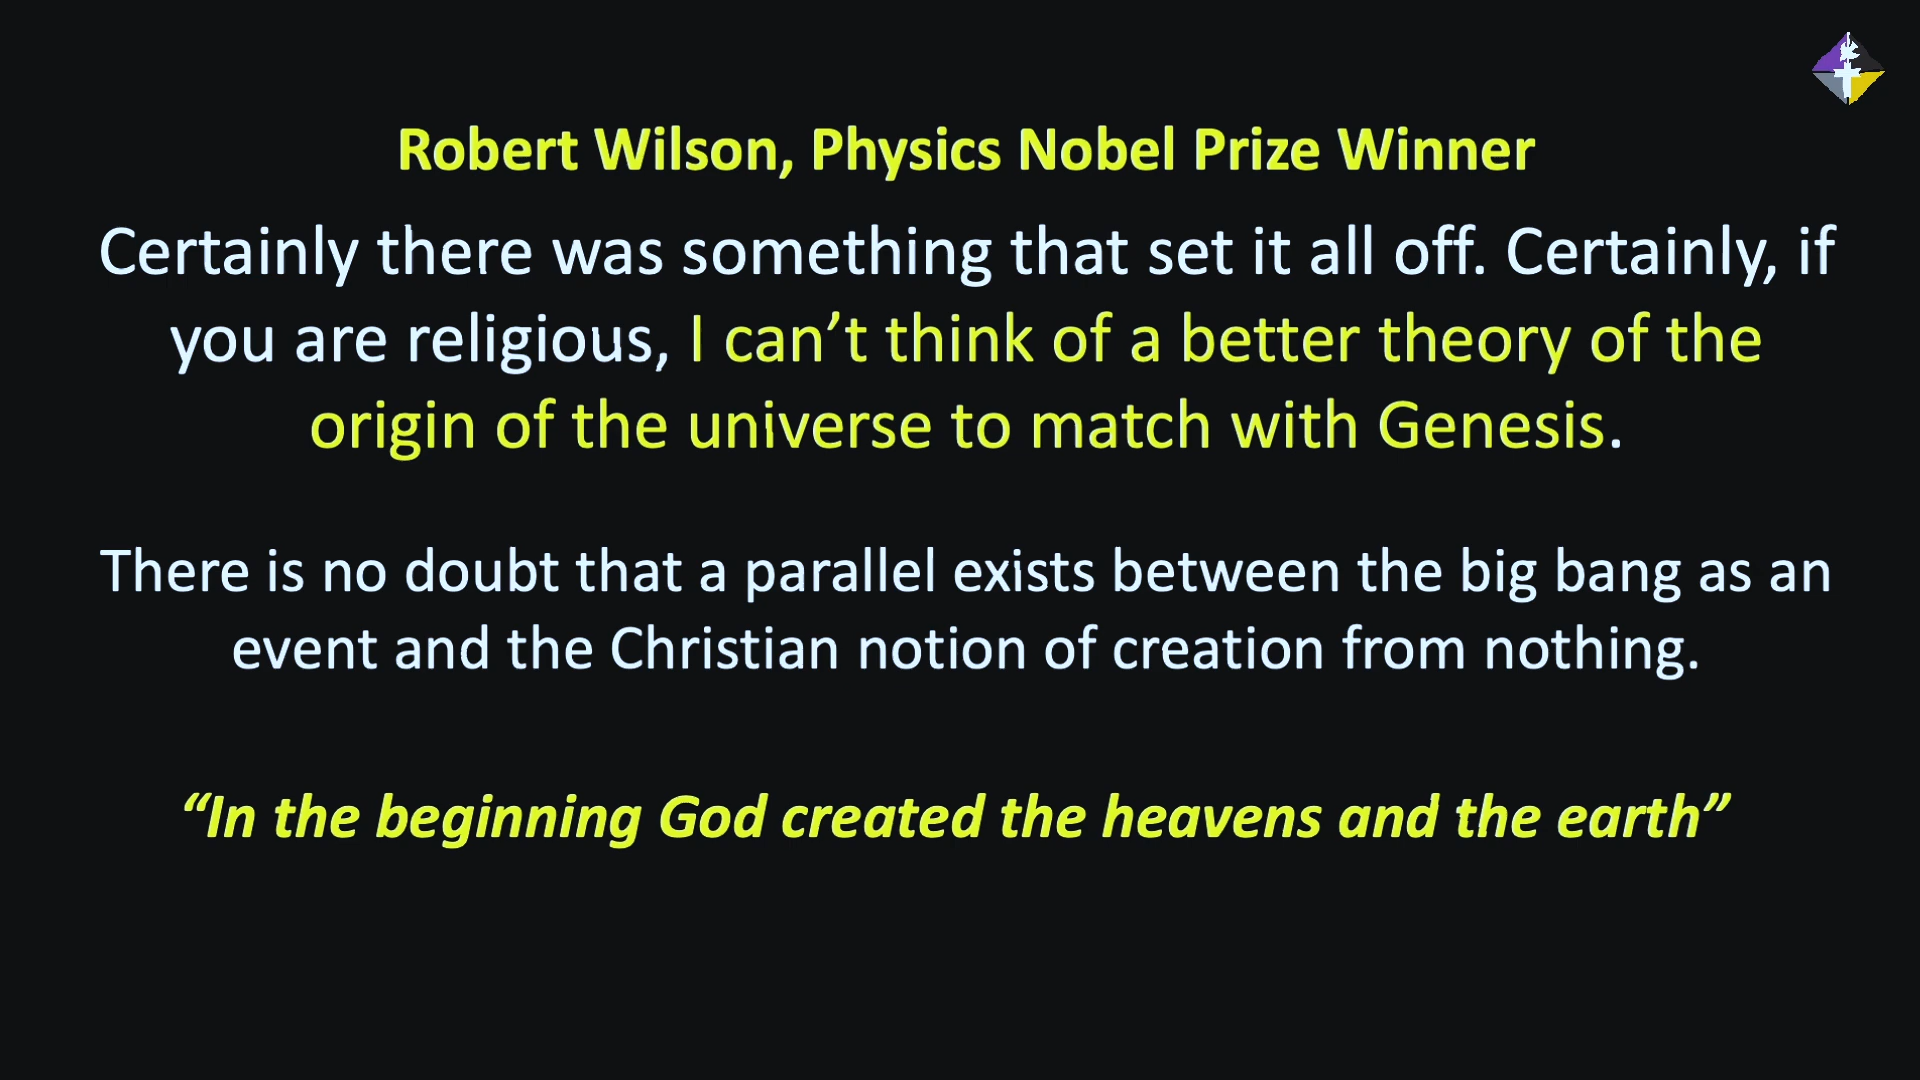 Robert Wilson, Physics Nobel Prize Winner
Certainly there was something that set it all off. Certainly, if
you are religious, I can’t think of a better theory of the
origin of the universe to match with Genesis.
There is no doubt that a parallel exists between the big bang as an
event and the Christian notion of creation from nothing.
“In the beginning God created the heavens and the earth”